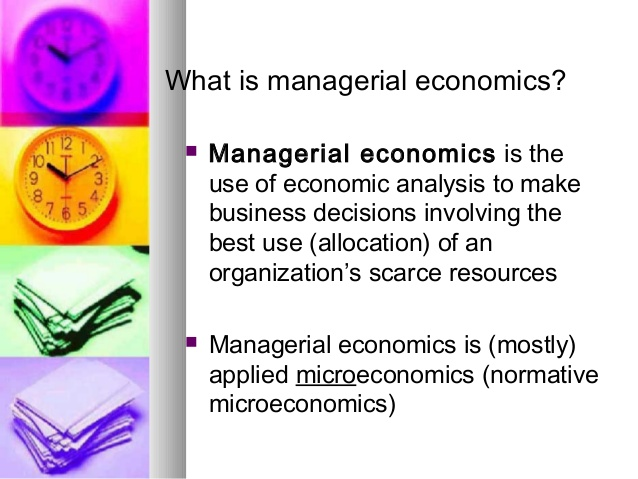 What is managerial economics?
Managerial economics is the
use of economic analysis to make
business decisions involving the
best use (allocation) of an
organization’s scarce resources
Managerial economics is (mostly)
applied microeconomics (normative
microeconomics)